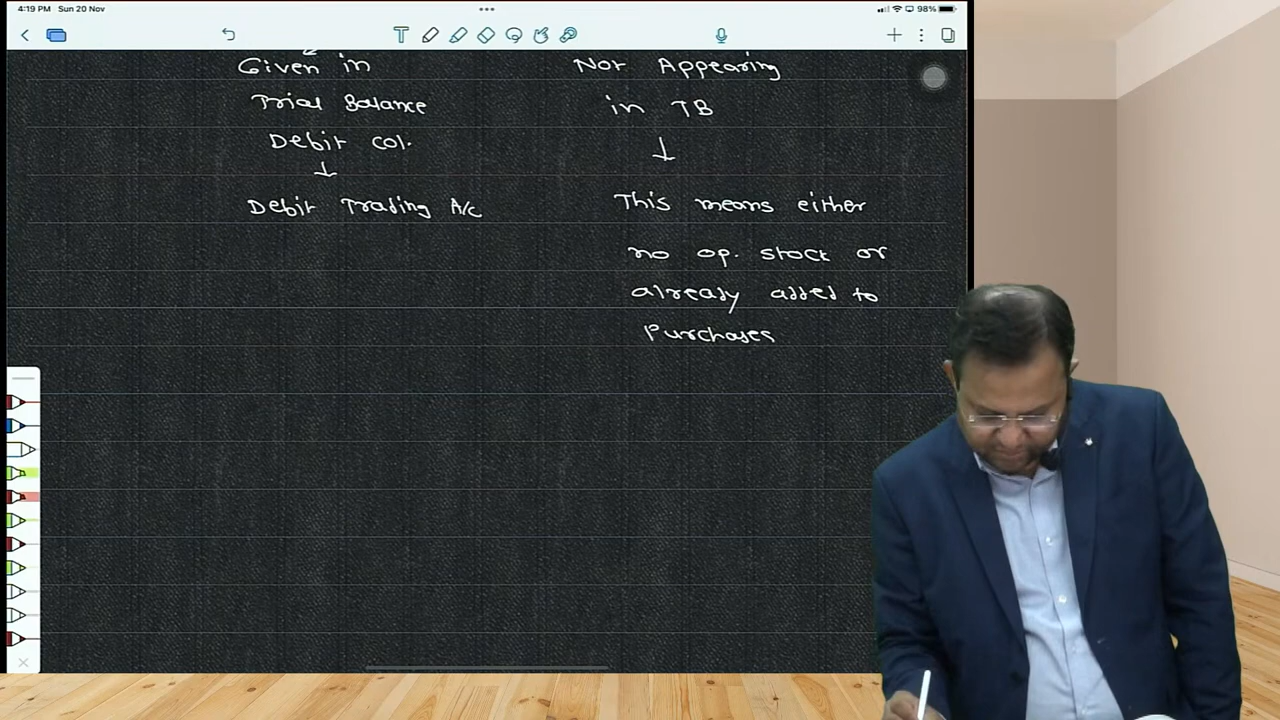 4:19 PM Sun 20 Nov
98%
Given in
Trial Balance
Debit col.
↓
Debit Trading A/c
Not Appearing
in TB
↓
This means either
no op. stock or
already added to
Purchases